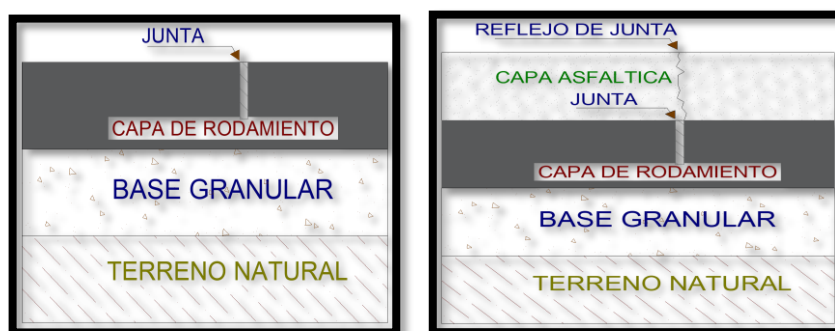 JUNTA
CAPA DE RODAMIENTO
BASE GRANULAR
TERRENO NATURAL
REFLEJO DE JUNTA
CAPA ASFALTICA
JUNTA
CAPA DE RODAMIENTO
BASE GRANULAR
TERRENO NATURAL